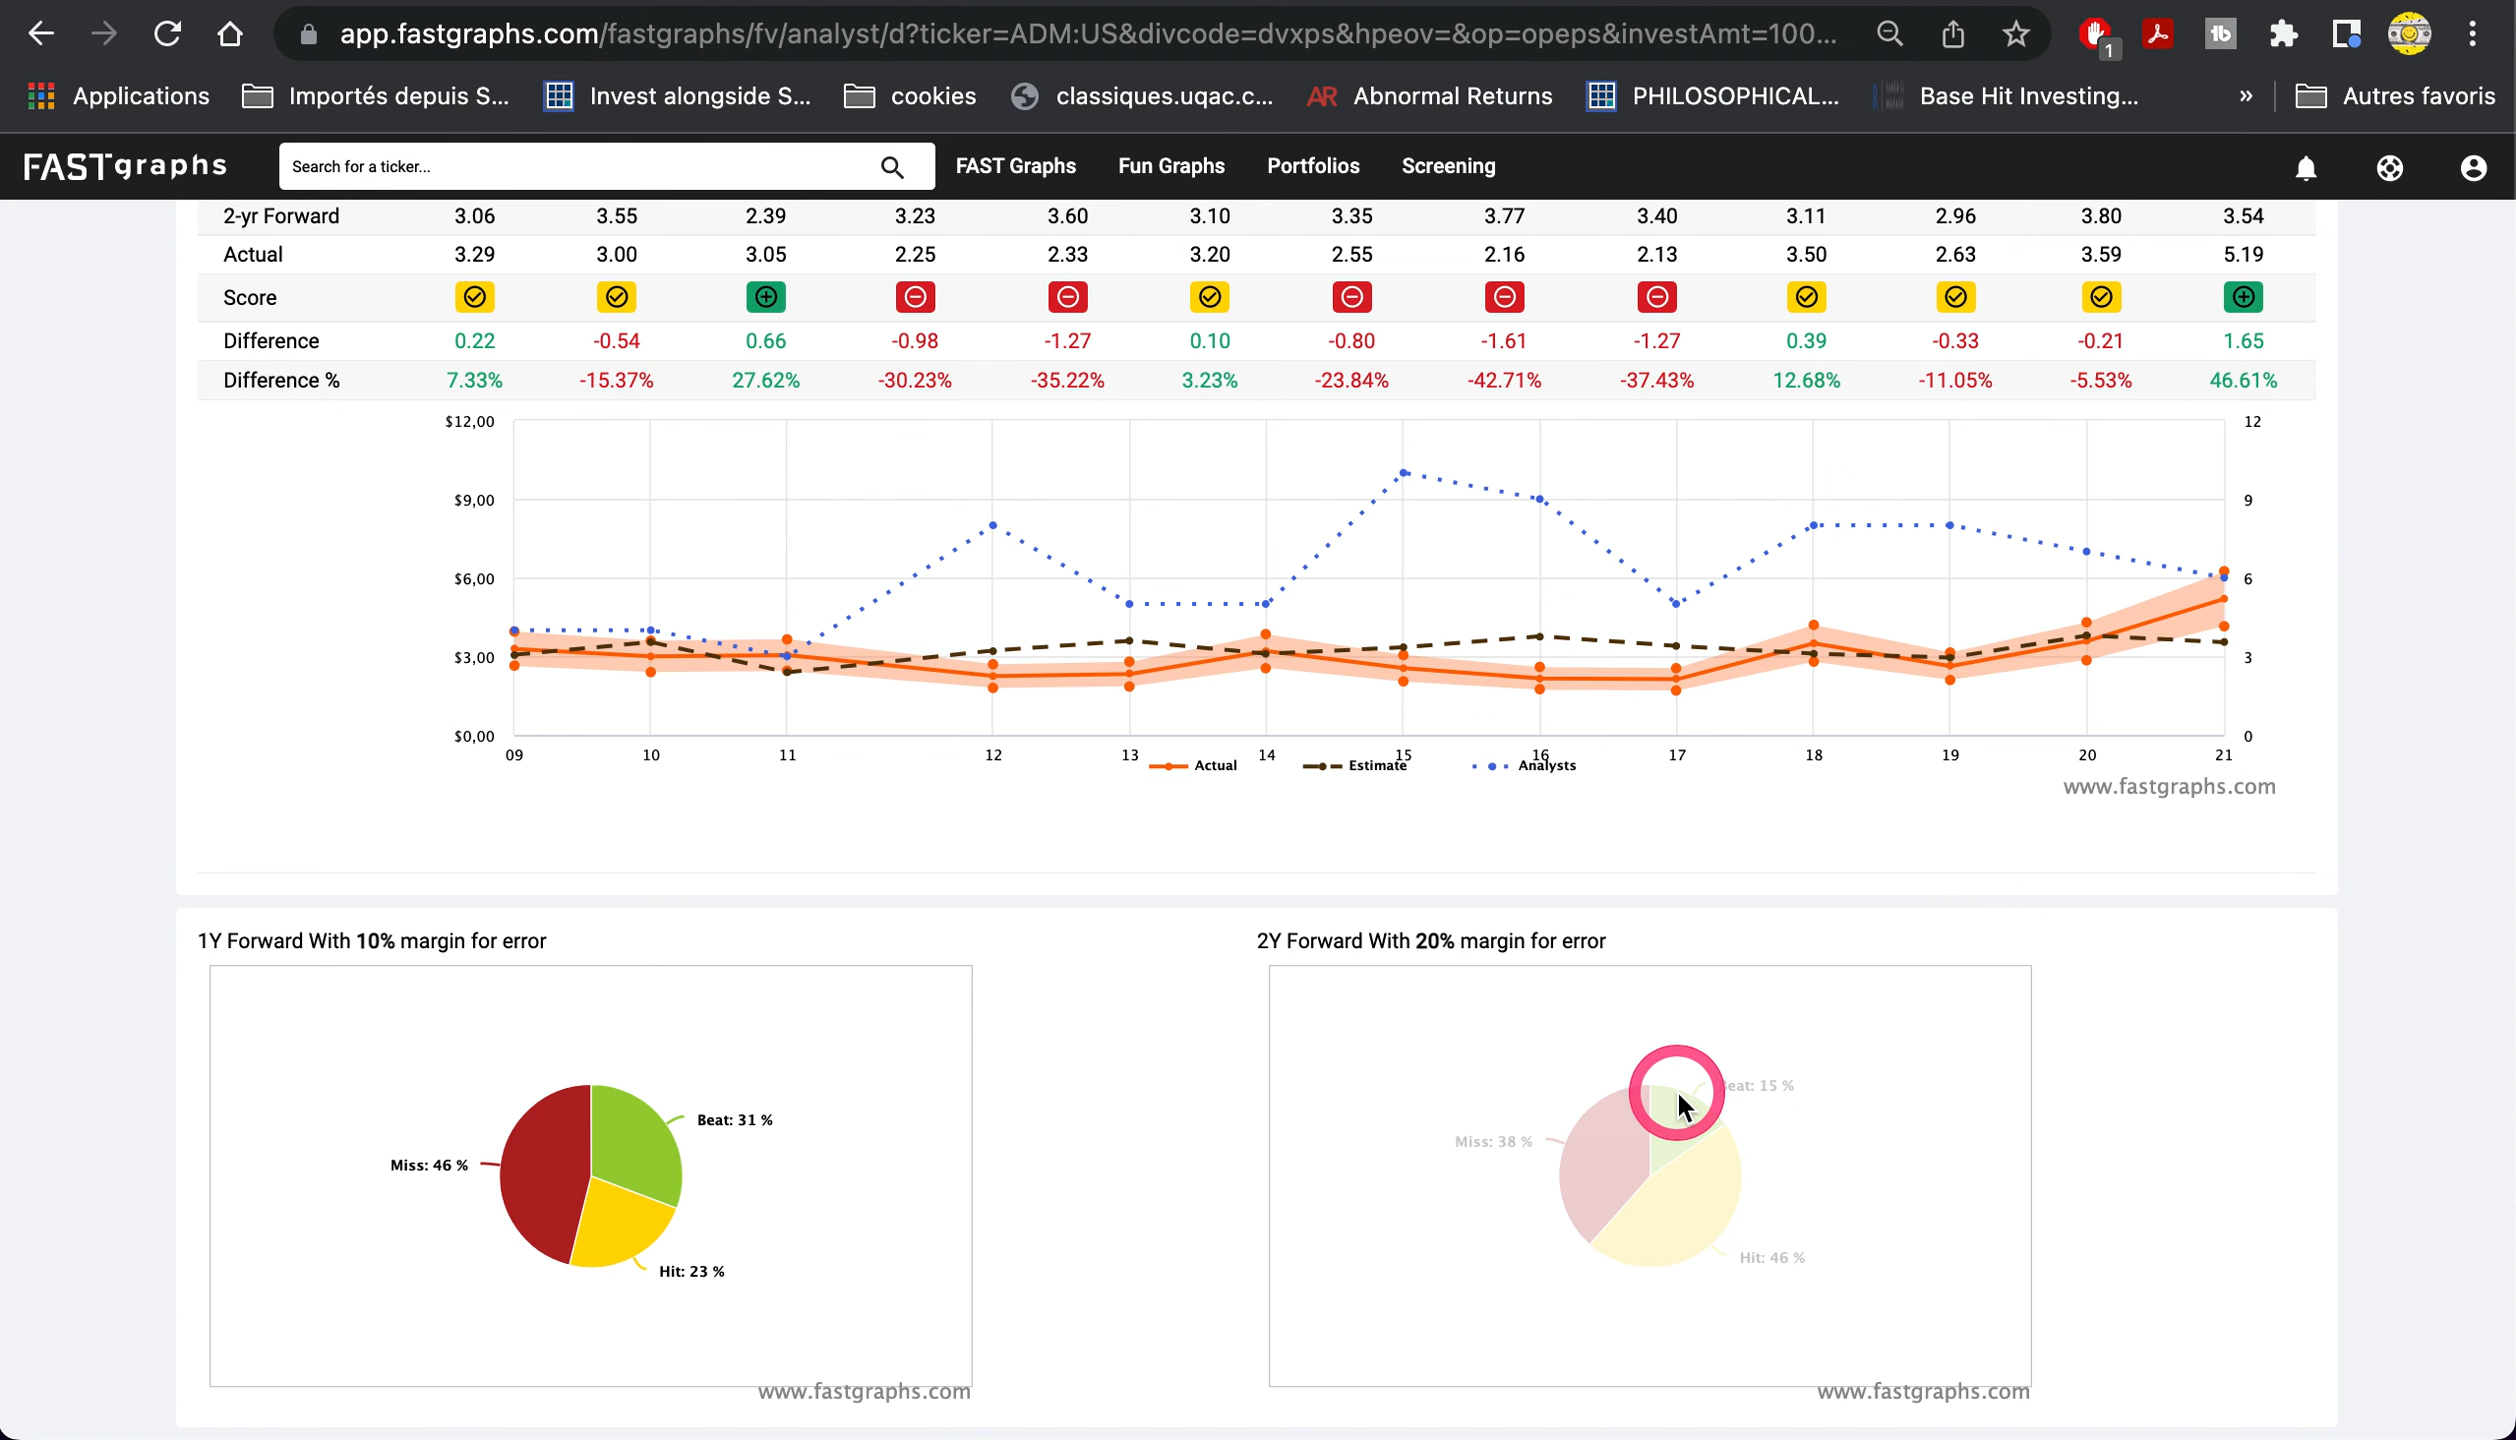 app.fastgraphs.com/fastgraphs/fv/analyst/d?ticker=ADM:US&divcode=dvxps&hpeov=&op=opeps&investAmt=100...
1
Applications Importés depuis S... Invest alongside S... cookies classiques.uqac.c... AR Abnormal Returns PHILOSOPHICAL... Base Hit Investing... » Autres favoris
FASTgraphs Search for a ticker... FAST Graphs Fun Graphs Portfolios Screening
2-yr Forward 3.06 3.55 2.39 3.23 3.60 3.10 3.35 3.77 3.40 3.11 2.96 3.80 3.54
Actual 3.29 3.00 3.05 2.25 2.33 3.20 2.55 2.16 2.13 3.50 2.63 3.59 5.19
Score
Difference 0.22 -0.54 0.66 -0.98 -1.27 0.10 -0.80 -1.61 -1.27 0.39 -0.33 -0.21 1.65
Difference % 7.33% -15.37% 27.62% -30.23% -35.22% 3.23% -23.84% -42.71% -37.43% 12.68% -11.05% -5.53% 46.61%
$12,00 12
$9,00 9
$6,00 6
$3,00 3
$0,00 0
09 10 11 12 13 14 15 16 17 18 19 20 21
Actual Estimate Analysts
www.fastgraphs.com
1Y Forward With 10% margin for error
Beat: 31 %
Miss: 46 %
Hit: 23 %
www.fastgraphs.com
2Y Forward With 20% margin for error
eat: 15 %
Miss: 38 %
Hit: 46 %
www.fastgraphs.com